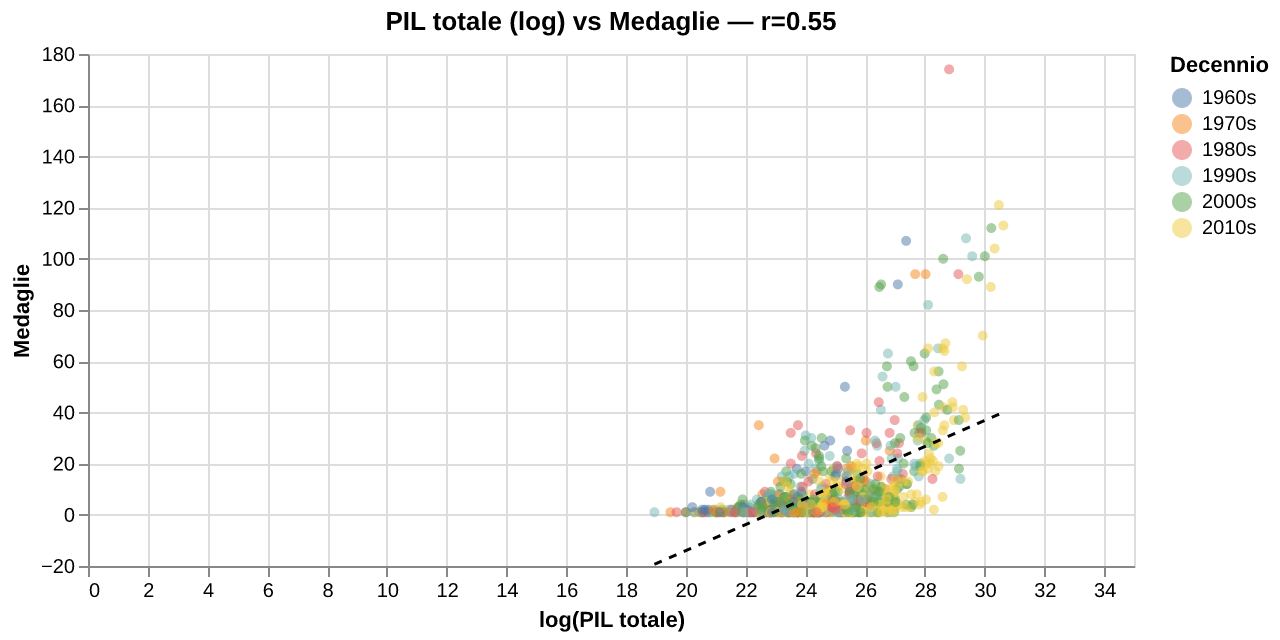 PIL totale (log) vs Medaglie — r=0.55
180
160
140
120
100
80
60
40
20
0
−20
Medaglie
0 2 4 6 8 10 12 14 16 18 20 22 24 26 28 30 32 34
log(PIL totale)
Decennio
1960s
1970s
1980s
1990s
2000s
2010s